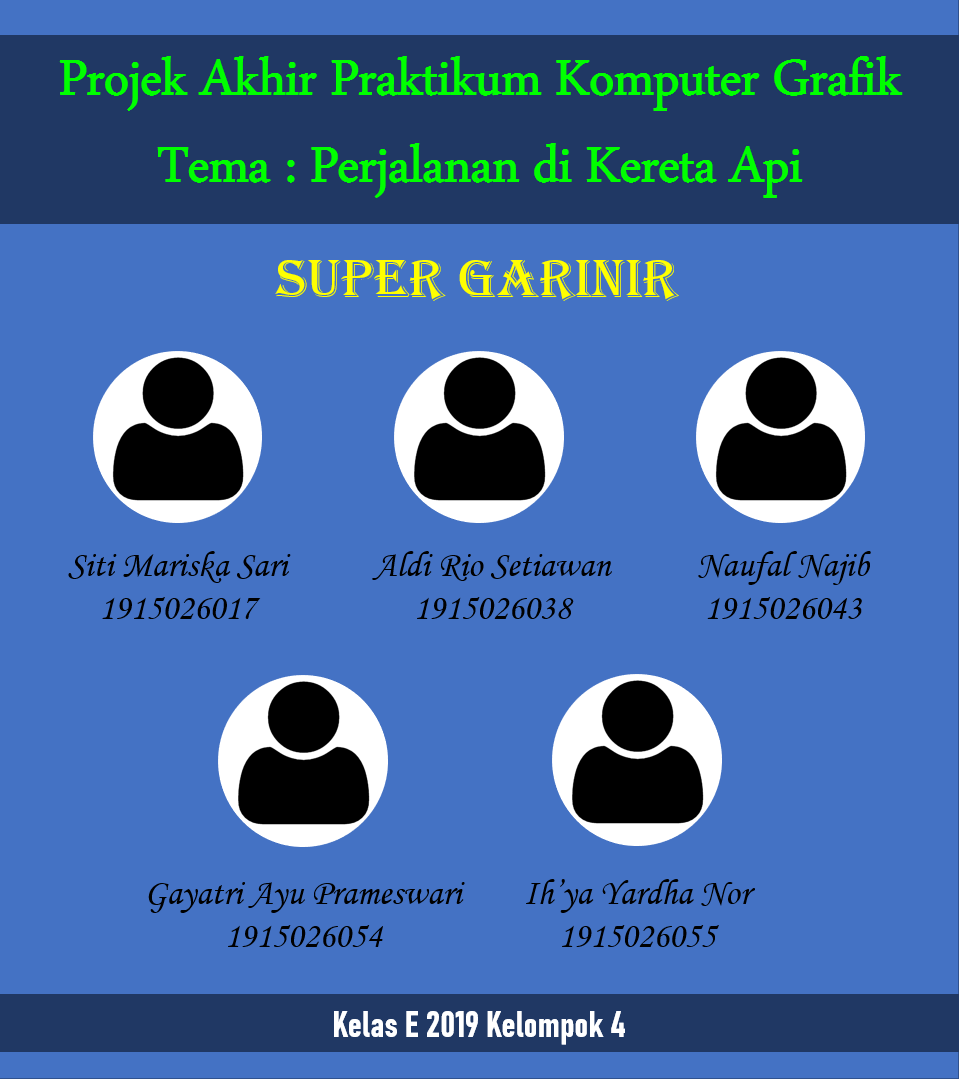 Projek Akhir Praktikum Komputer Grafik
Tema : Perjalanan di Kereta Api
SUPER GARINIR
Siti Mariska Sari
1915026017
Aldi Rio Setiawan
1915026038
Naufal Najib
1915026043
Gayatri Ayu Prameswari
1915026054
Ih’ya Yardha Nor
1915026055
Kelas E 2019 Kelompok 4